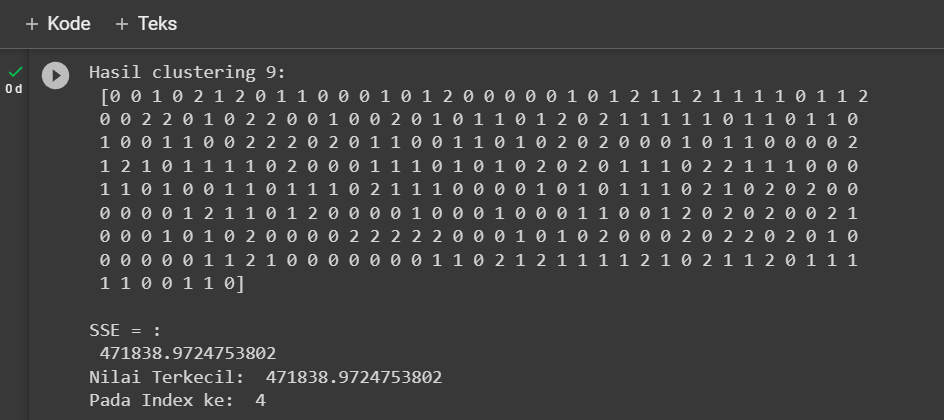 + Kode + Teks
0 d
Hasil clustering 9:
[0 0 1 0 2 1 2 0 1 1 0 0 0 1 0 1 2 0 0 0 0 0 1 0 1 2 1 1 2 1 1 1 1 0 1 1 2
0 0 2 2 0 1 0 2 2 0 0 1 0 0 2 0 1 0 1 1 0 1 2 0 2 1 1 1 1 1 0 1 1 0 1 1 0
1 0 0 1 1 0 0 2 2 2 0 2 0 1 1 0 0 1 1 0 1 0 2 0 2 0 0 0 1 0 1 1 0 0 0 0 2
1 2 1 0 1 1 1 1 0 2 0 0 0 1 1 1 0 1 0 1 0 2 0 2 0 1 1 1 0 2 2 1 1 1 0 0 0
1 1 0 1 0 0 1 1 0 1 1 1 0 2 1 1 1 0 0 0 0 1 0 1 0 1 1 1 0 2 1 0 2 0 2 0 0
0 0 0 0 1 2 1 1 0 1 2 0 0 0 0 1 0 0 0 1 0 0 0 1 1 0 0 1 2 0 2 0 2 0 0 2 1
0 0 0 1 0 1 0 2 0 0 0 0 2 2 2 2 2 0 0 0 1 0 1 0 2 0 0 0 2 0 2 2 0 2 0 1 0
0 0 0 0 0 1 1 2 1 0 0 0 0 0 0 0 1 1 0 2 1 2 1 1 1 1 2 1 0 2 1 1 2 0 1 1 1
1 1 0 0 1 1 0]
SSE = :
471838.9724753802
Nilai Terkecil: 471838.9724753802
Pada Index ke: 4